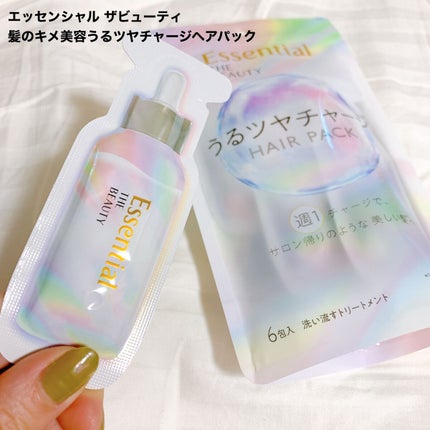 エッセンシャル ザビューティ
髪のキメ美容うるツヤチャージヘアパック
Essential
THE
BEAUTY
うるツヤチャージ
HAIR PACK
週1 チャージで、
サロン帰りのような 美しい髪。
6包入 洗い流すトリートメント
Essential
THE
BEAUTY